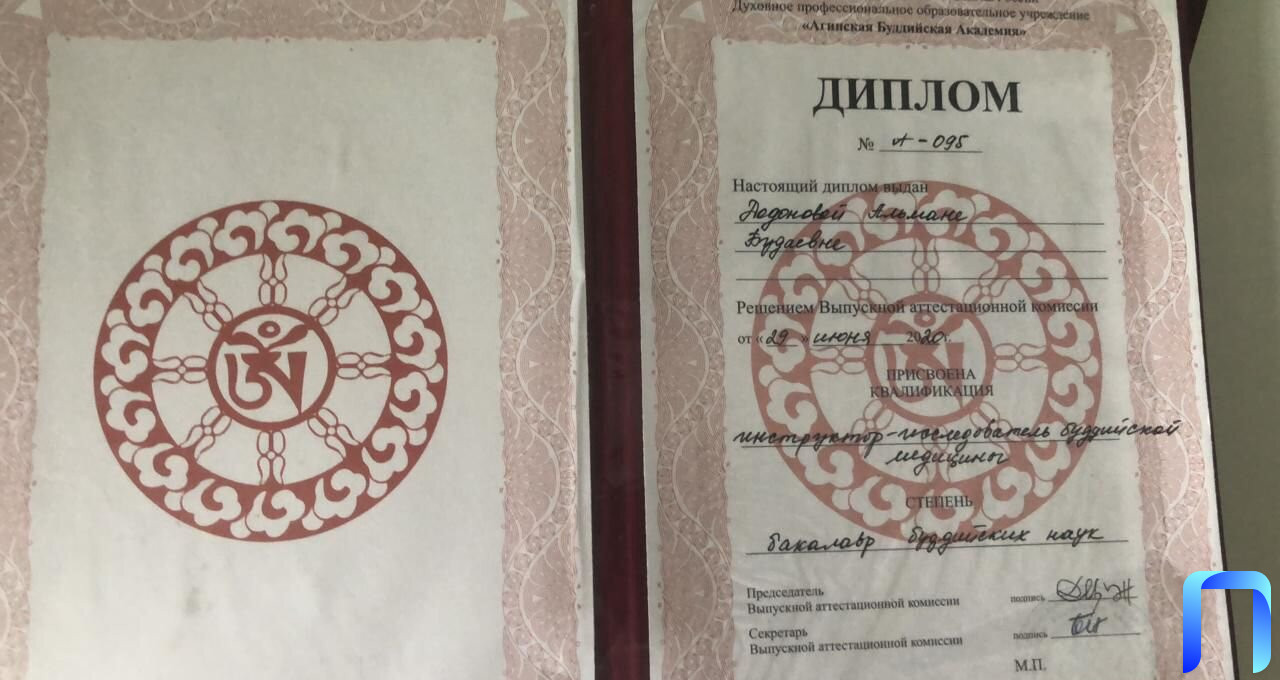 Духовное профессиональное образовательное учреждение
«Агинская Буддийская Академия»
ДИПЛОМ
№ А-095
Настоящий диплом выдан
Додоновой Альмане
Будаевне
Решением Выпускной аттестационной комиссии
от «29» июня 2020г.
ПРИСВОЕНА
КВАЛИФИКАЦИЯ
инструктор-исследователь буддийской
медицины
СТЕПЕНЬ
бакалавр буддийских наук
Председатель
Выпускной аттестационной комиссии подпись
Секретарь
Выпускной аттестационной комиссии подпись
М.П.
ༀ